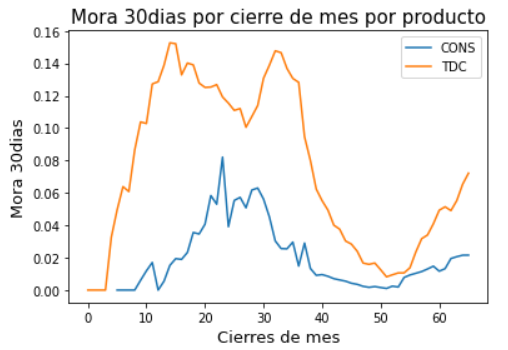 Mora 30dias por cierre de mes por producto
CONS
TDC
Mora 30dias
0.16
0.14
0.12
0.10
0.08
0.06
0.04
0.02
0.00
0 10 20 30 40 50 60
Cierres de mes